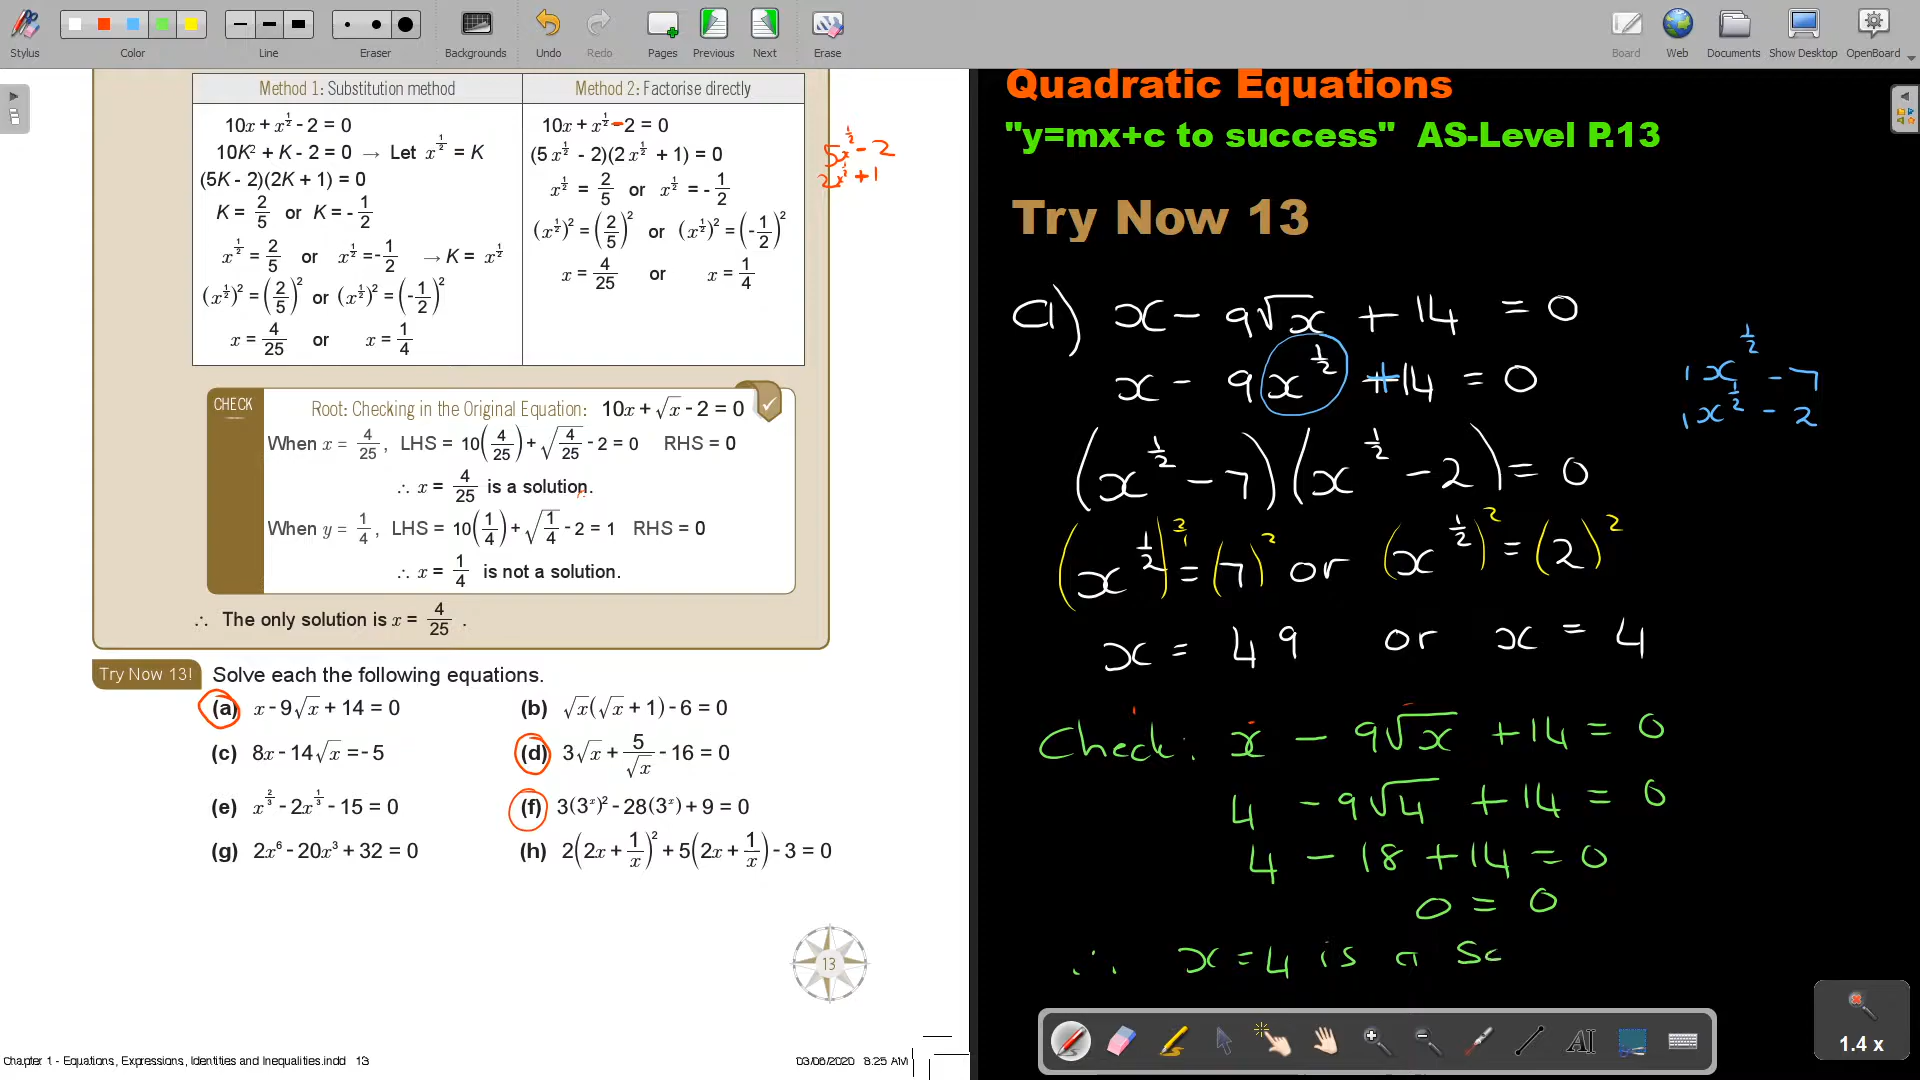 Stylus Color Line Eraser Backgrounds Undo Redo Pages Previous Next Erase Board Web Documents Show Desktop OpenBoard
Method 1: Substitution method
10x + x^{1/2} - 2 = 0
10K² + K - 2 = 0 → Let x^{1/2} = K
(5K - 2)(2K + 1) = 0
K = 2/5 or K = - 1/2
x^{1/2} = 2/5 or x^{1/2} = - 1/2 → K = x^{1/2}
(x^{1/2})² = (2/5)² or (x^{1/2})² = (-1/2)²
x = 4/25 or x = 1/4
Method 2: Factorise directly
10x + x^{1/2} - 2 = 0
(5x^{1/2} - 2)(2x^{1/2} + 1) = 0
x^{1/2} = 2/5 or x^{1/2} = - 1/2
(x^{1/2})² = (2/5)² or (x^{1/2})² = (-1/2)²
x = 4/25 or x = 1/4
5x^{1/2} - 2
2x^{1/2} + 1
CHECK
Root: Checking in the Original Equation: 10x + √x - 2 = 0
When x = 4/25, LHS = 10(4/25) + √(4/25) - 2 = 0 RHS = 0
∴ x = 4/25 is a solution.
When y = 1/4, LHS = 10(1/4) + √(1/4) - 2 = 1 RHS = 0
∴ x = 1/4 is not a solution.
∴ The only solution is x = 4/25 .
Try Now 13! Solve each the following equations.
(a) x - 9√x + 14 = 0 (b) √x(√x + 1) - 6 = 0
(c) 8x - 14√x = - 5 (d) 3√x + 5/√x - 16 = 0
(e) x^{2/3} - 2x^{1/3} - 15 = 0 (f) 3(3^x)² - 28(3^x) + 9 = 0
(g) 2x⁶ - 20x³ + 32 = 0 (h) 2(2x + 1/x)² + 5(2x + 1/x) - 3 = 0
13
Chapter 1 - Equations, Expressions, Identities and Inequalities.indd 13 03/06/2020 8:25 AM
Quadratic Equations
"y=mx+c to success" AS-Level P.13
Try Now 13
a) x - 9√x + 14 = 0
x - 9x^{1/2} + 14 = 0
1x^{1/2} - 7
1x^{1/2} - 2
(x^{1/2} - 7)(x^{1/2} - 2) = 0
(x^{1/2})² = (7)² or (x^{1/2})² = (2)²
x = 49 or x = 4
Check: x - 9√x + 14 = 0
4 - 9√4 + 14 = 0
4 - 18 + 14 = 0
0 = 0
∴ x = 4 is a So
1.4 x